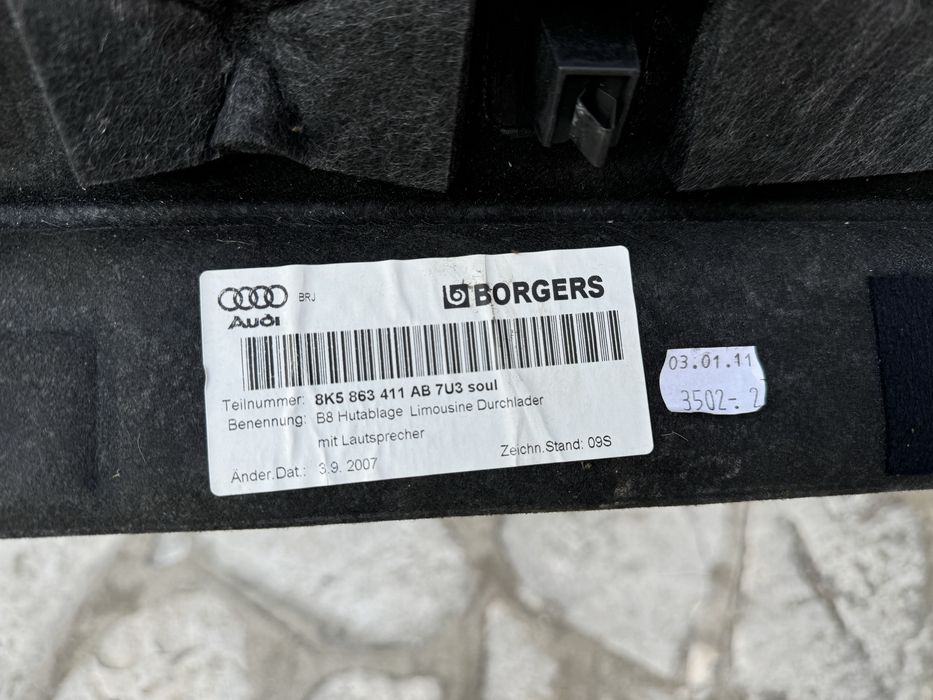 BRJ
BORGERS
Audi
Teilnummer: 8K5 863 411 AB 7U3 soul
Benennung: B8 Hutablage Limousine Durchlader
mit Lautsprecher
Zeichn.Stand: 09S
Änder.Dat.: 3.9. 2007
03.01.11
3502-. 2